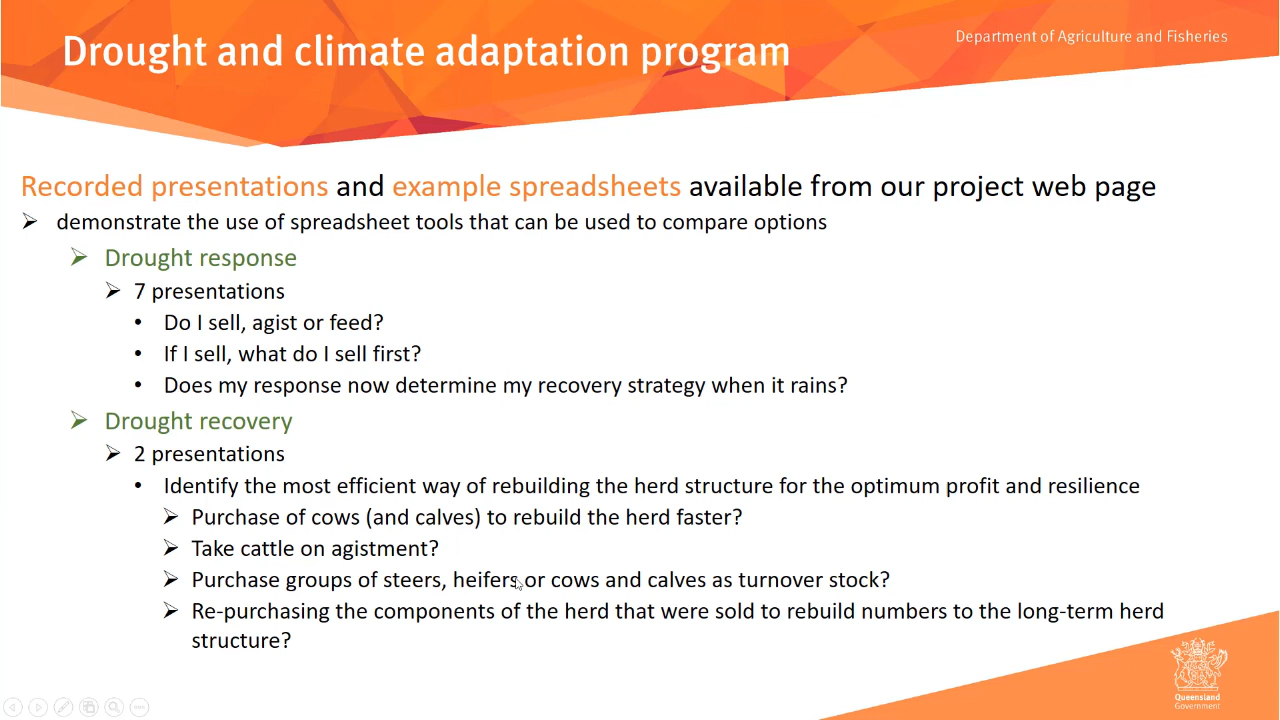 Drought and climate adaptation program
Department of Agriculture and Fisheries
Recorded presentations and example spreadsheets available from our project web page
➢ demonstrate the use of spreadsheet tools that can be used to compare options
➢ Drought response
➢ 7 presentations
• Do I sell, agist or feed?
• If I sell, what do I sell first?
• Does my response now determine my recovery strategy when it rains?
➢ Drought recovery
➢ 2 presentations
• Identify the most efficient way of rebuilding the herd structure for the optimum profit and resilience
➢ Purchase of cows (and calves) to rebuild the herd faster?
➢ Take cattle on agistment?
➢ Purchase groups of steers, heifers or cows and calves as turnover stock?
➢ Re-purchasing the components of the herd that were sold to rebuild numbers to the long-term herd
structure?
Queensland
Government